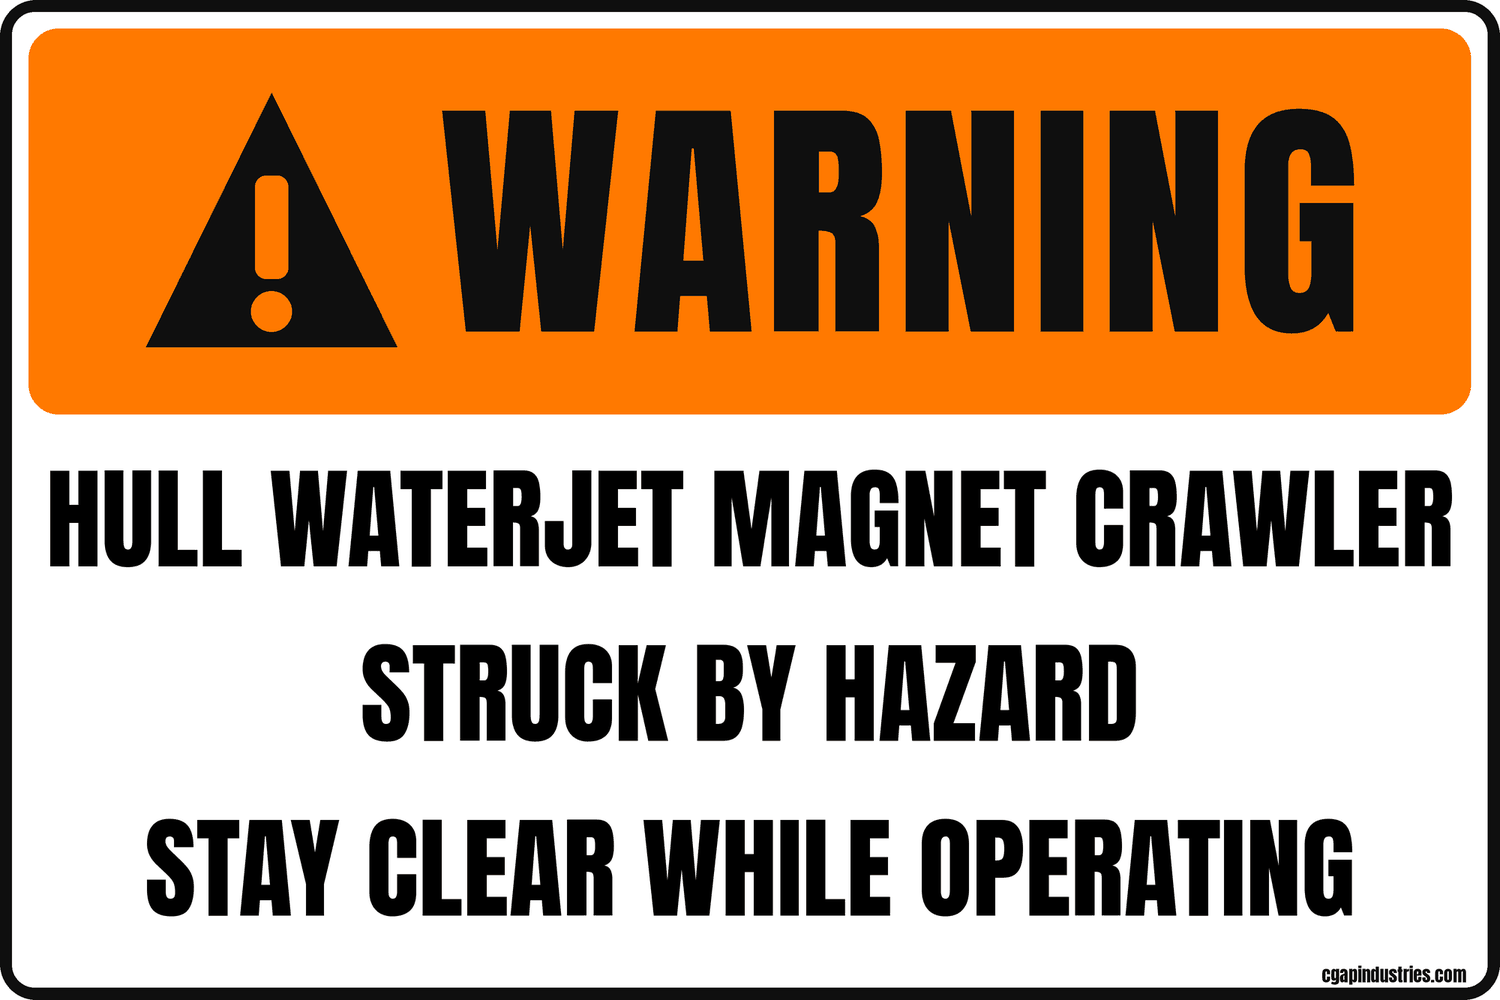 WARNING
HULL WATERJET MAGNET CRAWLER
STRUCK BY HAZARD
STAY CLEAR WHILE OPERATING
cgapindustries.com